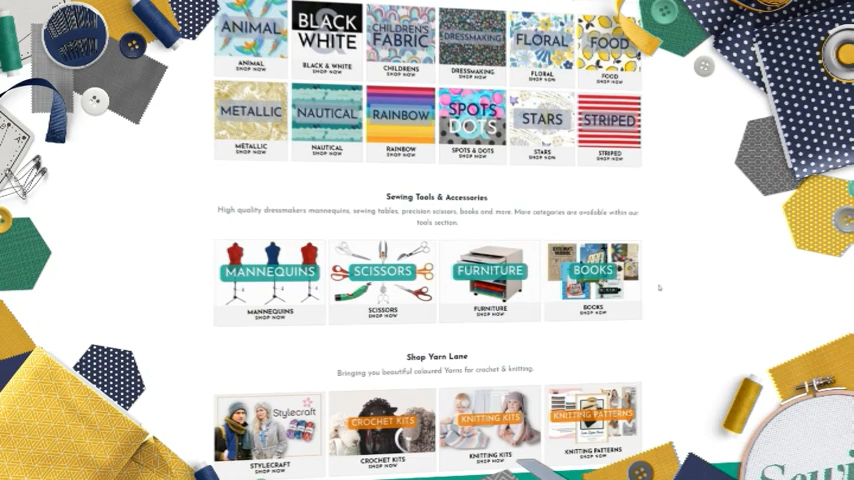 ANIMAL
BLACK
WHITE
CHILDREN'S
FABRIC
DRESSMAKING
FLORAL
FOOD
ANIMAL
BLACK & WHITE
CHILDRENS
DRESSMAKING
FLORAL
FOOD
SHOP NOW
SHOP NOW
SHOP NOW
SHOP NOW
SHOP NOW
SHOP NOW
METALLIC
NAUTICAL
RAINBOW
SPOTS
DOTS
STARS
STRIPED
METALLIC
NAUTICAL
RAINBOW
SPOTS & DOTS
STARS
STRIPED
SHOP NOW
SHOP NOW
SHOP NOW
SHOP NOW
SHOP NOW
SHOP NOW
Sewing Tools & Accessories
High quality dressmakers mannequins, sewing tables, precision scissors, books and more. More categories are available within our
tools section.
MANNEQUINS
SCISSORS
FURNITURE
BOOKS
MANNEQUINS
SCISSORS
FURNITURE
BOOKS
SHOP NOW
SHOP NOW
SHOP NOW
SHOP NOW
Shop Yarn Lane
Bringing you beautiful coloured Yarns for crochet & knitting.
Stylecraft
CROCHET KITS
KNITTING KITS
KNITTING PATTERNS
STYLECRAFT
CROCHET KITS
KNITTING KITS
KNITTING PATTERNS
SHOP NOW
SHOP NOW
SHOP NOW
SHOP NOW
Sewi